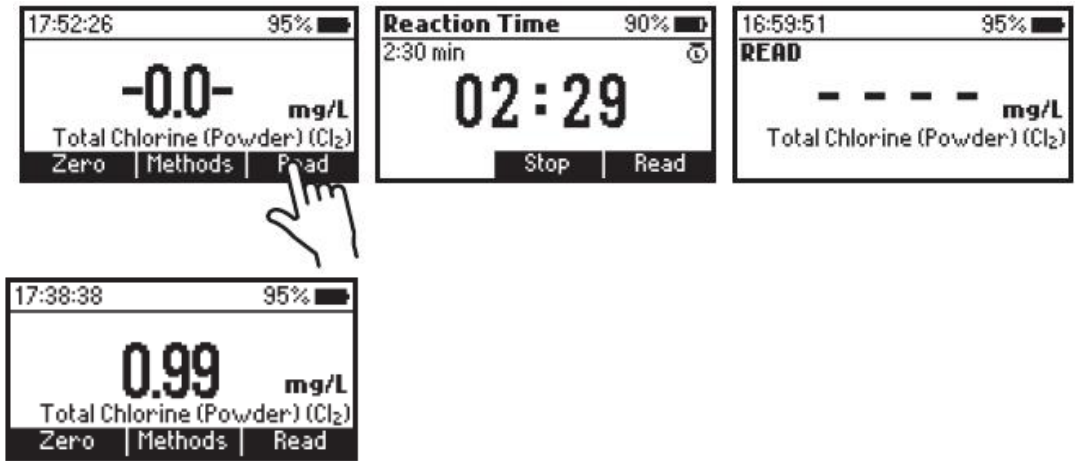 17:52:26 95%
-0.0- mg/L
Total Chlorine (Powder) (Cl₂)
Zero Methods Read
Reaction Time 90%
2:30 min
02:29
Stop Read
16:59:51 95%
READ
- - - - mg/L
Total Chlorine (Powder) (Cl₂)
17:38:38 95%
0.99 mg/L
Total Chlorine (Powder) (Cl₂)
Zero Methods Read